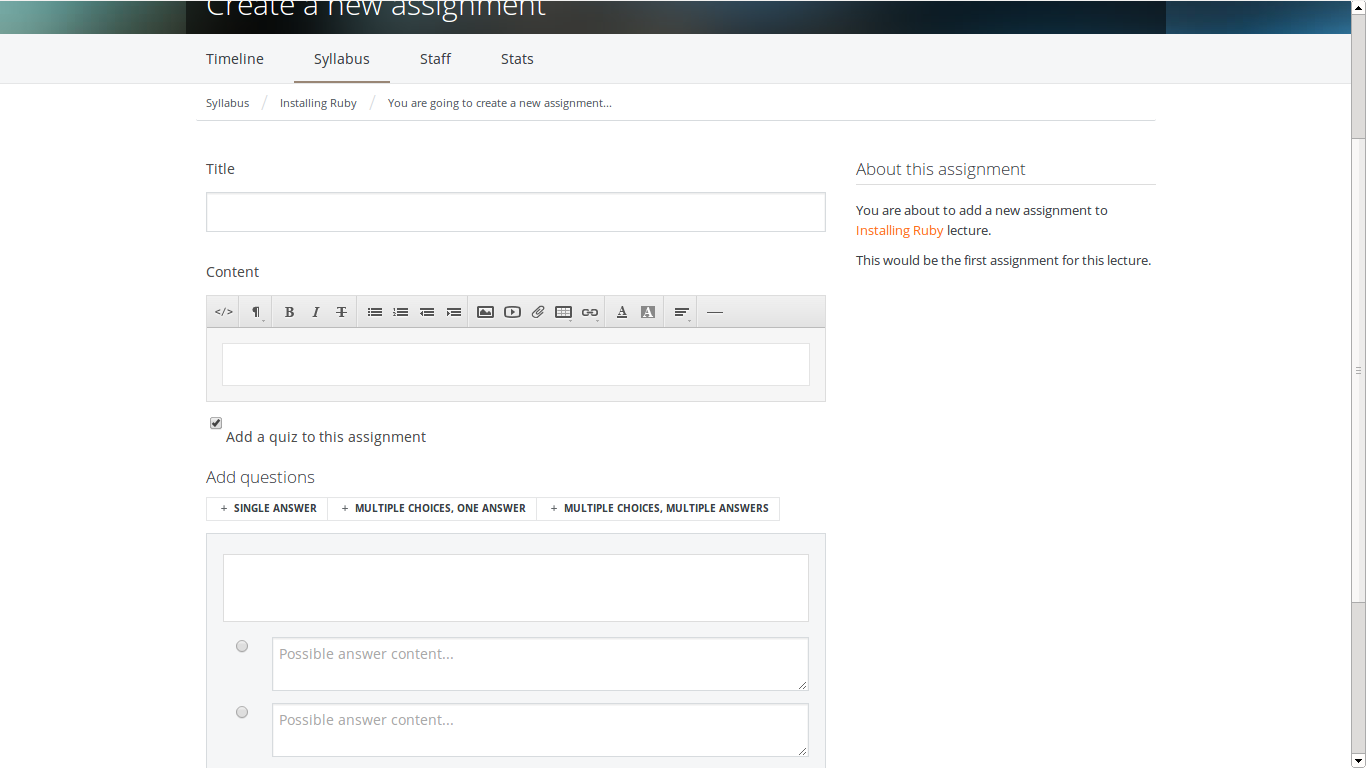 Create a new assignment
Timeline Syllabus Staff Stats
Syllabus / Installing Ruby / You are going to create a new assignment...
Title
Content
</> ¶ B I T A A
Add a quiz to this assignment
Add questions
+ SINGLE ANSWER + MULTIPLE CHOICES, ONE ANSWER + MULTIPLE CHOICES, MULTIPLE ANSWERS
Possible answer content...
Possible answer content...
About this assignment
You are about to add a new assignment to
Installing Ruby lecture.
This would be the first assignment for this lecture.